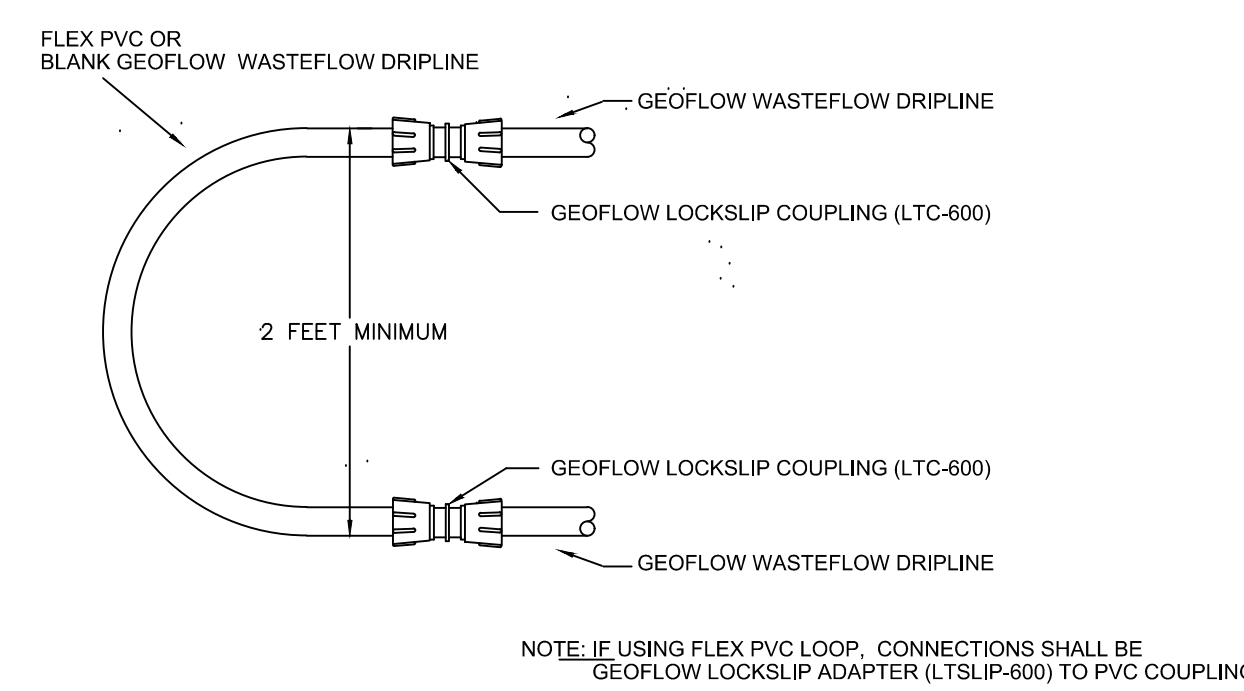 FLEX PVC OR
BLANK GEOFLOW WASTEFLOW DRIPLINE
GEOFLOW WASTEFLOW DRIPLINE
GEOFLOW LOCKSLIP COUPLING (LTC-600)
2 FEET MINIMUM
GEOFLOW LOCKSLIP COUPLING (LTC-600)
GEOFLOW WASTEFLOW DRIPLINE
NOTE: IF USING FLEX PVC LOOP, CONNECTIONS SHALL BE
GEOFLOW LOCKSLIP ADAPTER (LTSLIP-600) TO PVC COUPLING